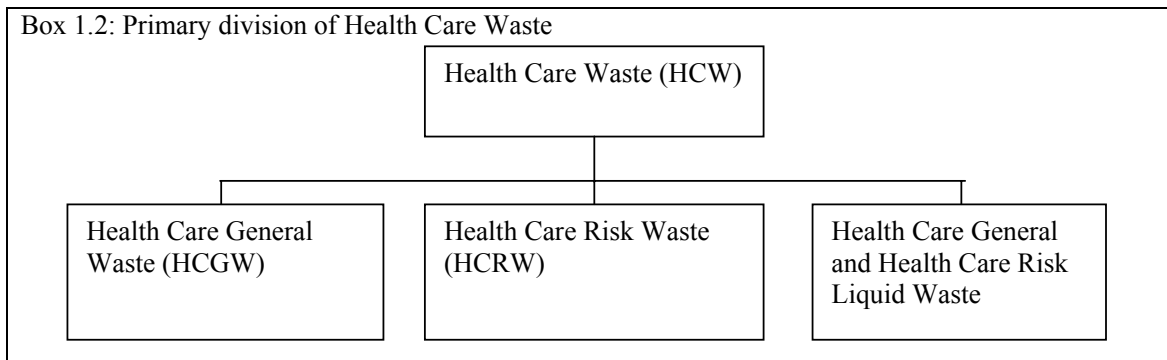 Box 1.2: Primary division of Health Care Waste
Health Care Waste (HCW)
Health Care General
Waste (HCGW)
Health Care Risk Waste
(HCRW)
Health Care General
and Health Care Risk
Liquid Waste